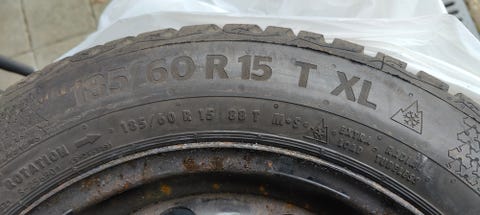 185/60 R 15 T XL
ROTATION
185/60 R 15 88 T M+S EXTRA LOAD RADIAL TUBELESS